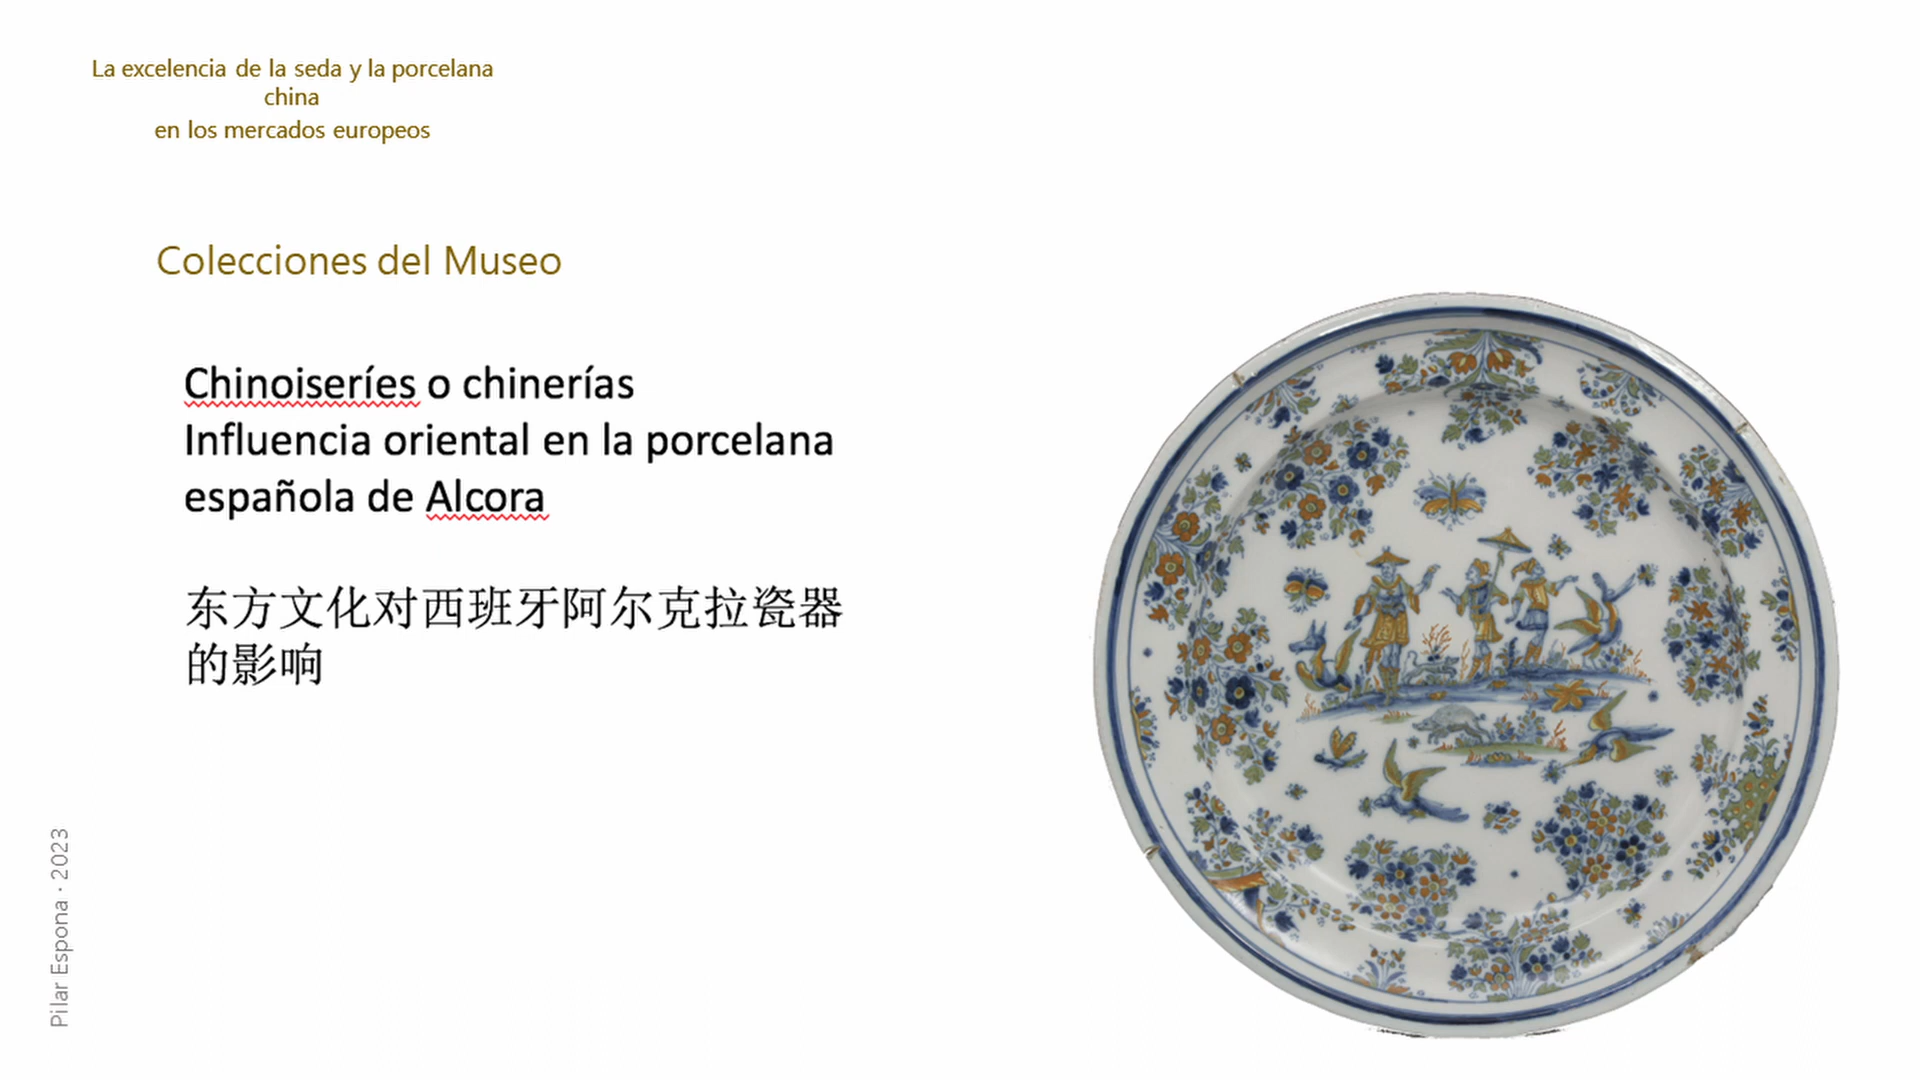 La excelencia de la seda y la porcelana
china
en los mercados europeos
Colecciones del Museo
Chinoiseríes o chinerías
Influencia oriental en la porcelana
española de Alcora
东方文化对西班牙阿尔克拉瓷器
的影响
Pilar Espona · 2023